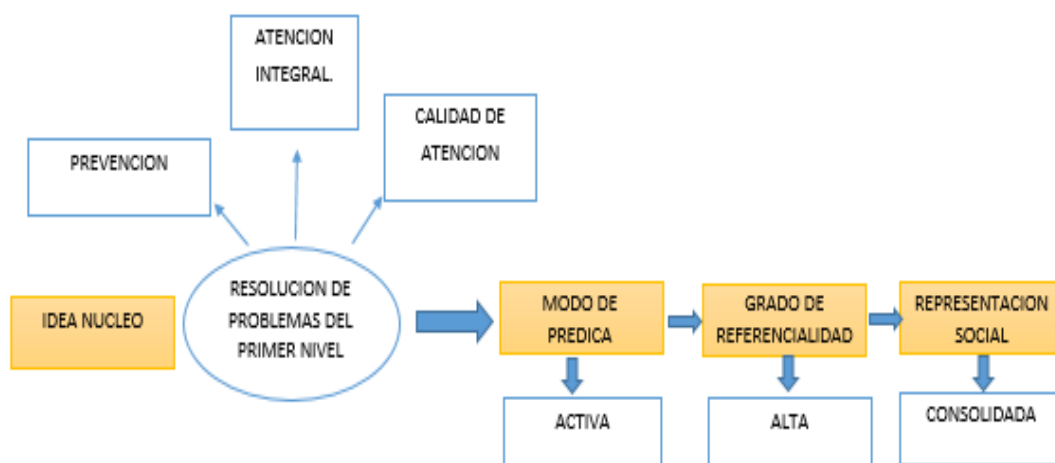 ATENCION
INTEGRAL.
CALIDAD DE
ATENCION
PREVENCION
IDEA NUCLEO
RESOLUCION DE
PROBLEMAS DEL
PRIMER NIVEL
MODO DE
PREDICA
GRADO DE
REFERENCIALIDAD
REPRESENTACION
SOCIAL
ACTIVA
ALTA
CONSOLIDADA